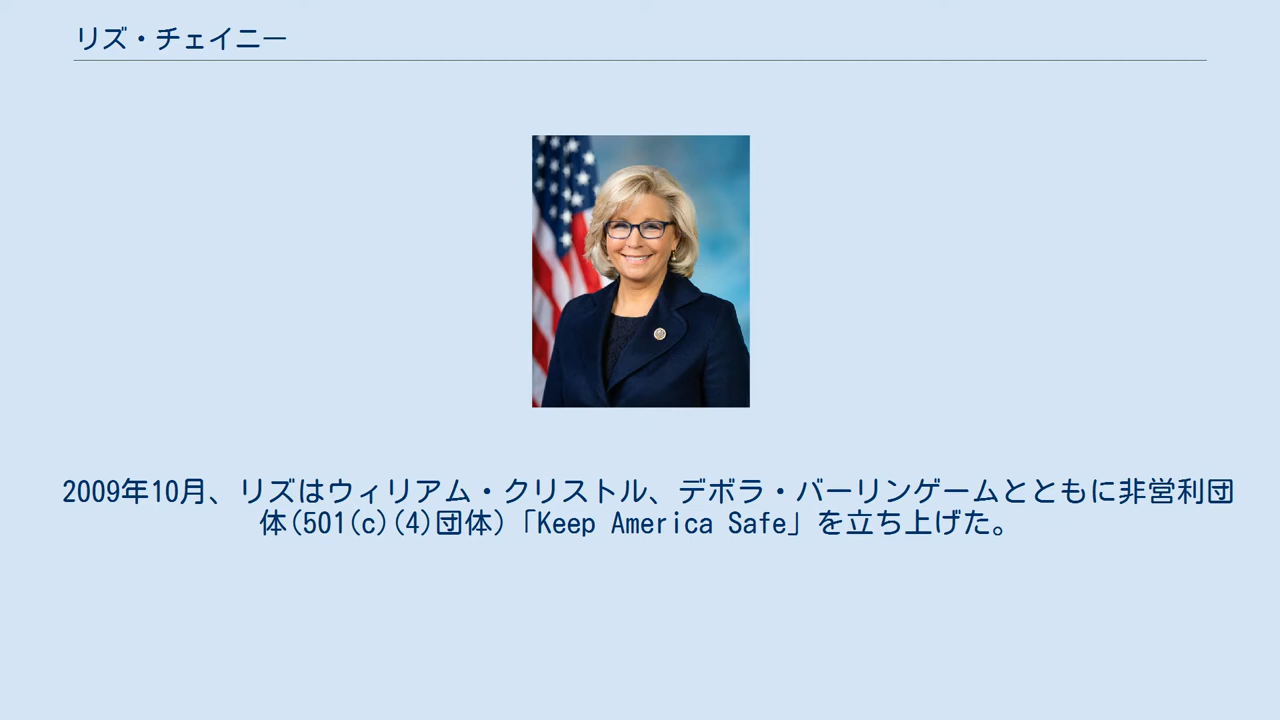 リズ・チェイニー
2009年10月、リズはウィリアム・クリストル、デボラ・バーリンゲームとともに非営利団
体(501(c)(4)団体)「Keep America Safe」を立ち上げた。